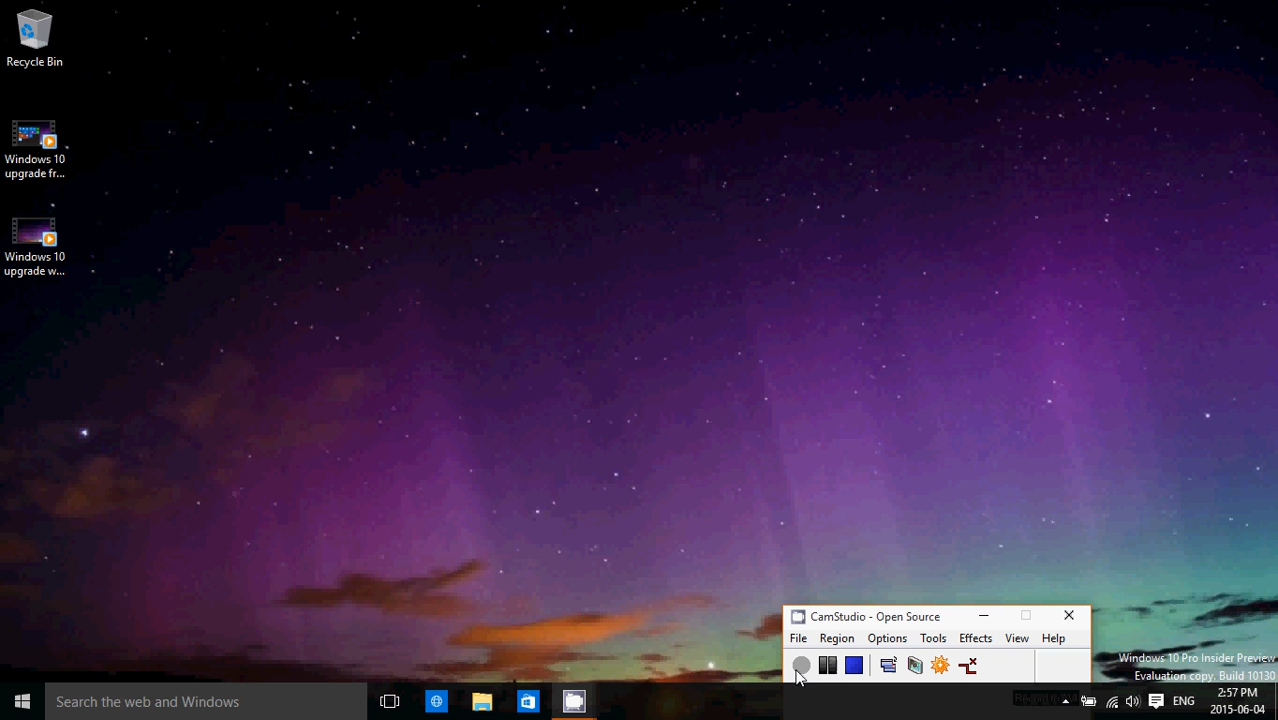 Recycle Bin
Windows 10
upgrade fr...
Windows 10
upgrade w...
CamStudio - Open Source
File Region Options Tools Effects View Help
Windows 10 Pro Insider Preview
Evaluation copy. Build 10130
Search the web and Windows
ENG
2:57 PM
2015-06-04